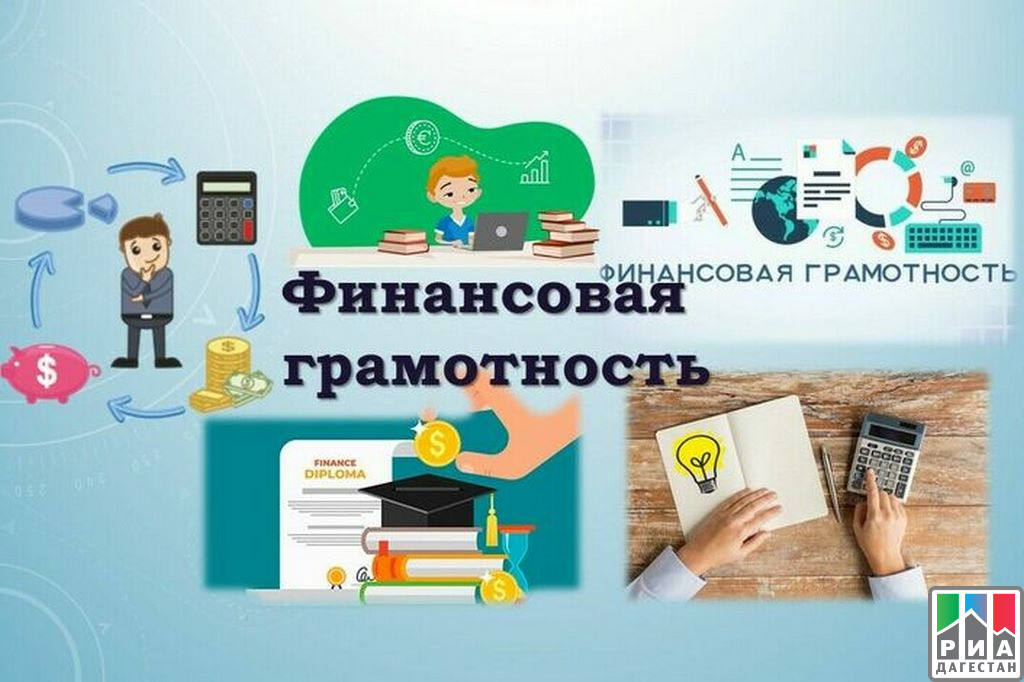 ФИНАНСОВАЯ ГРАМОТНОСТЬ
Финансовая
грамотность
FINANCE
DIPLOMA
РИА
ДАГЕСТАН